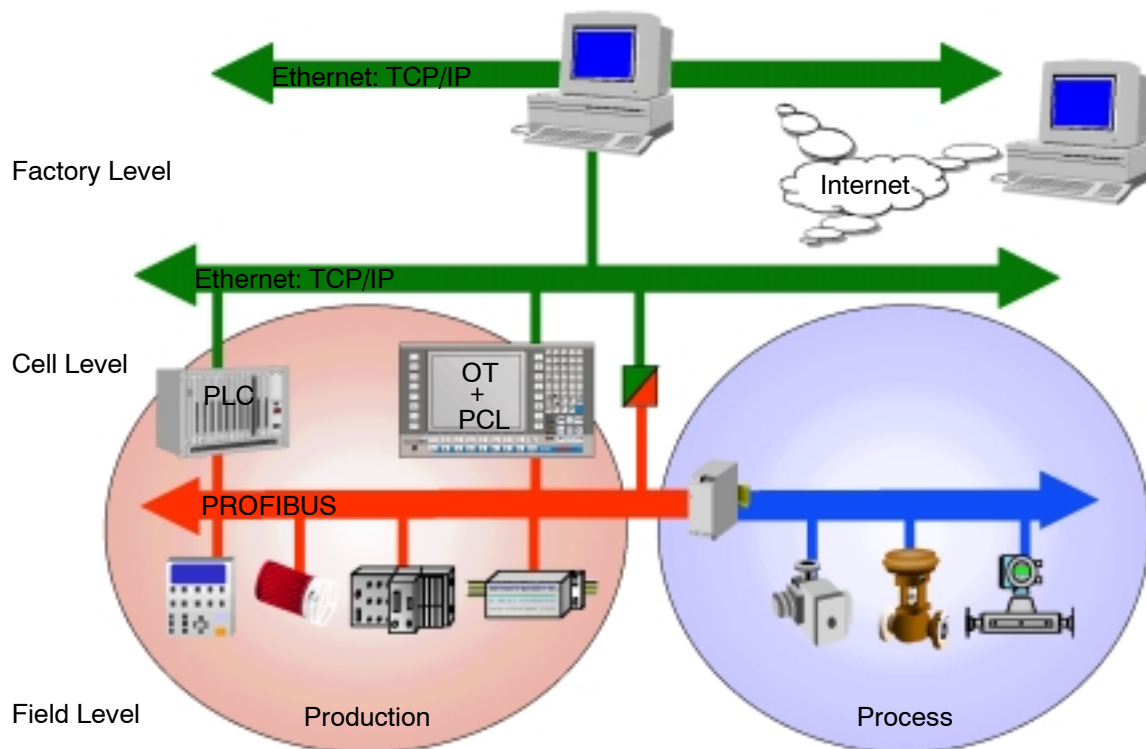 Ethernet: TCP/IP
Factory Level
Internet
Ethernet: TCP/IP
Cell Level
PLC
OT
+
PCL
PROFIBUS
Field Level
Production
Process